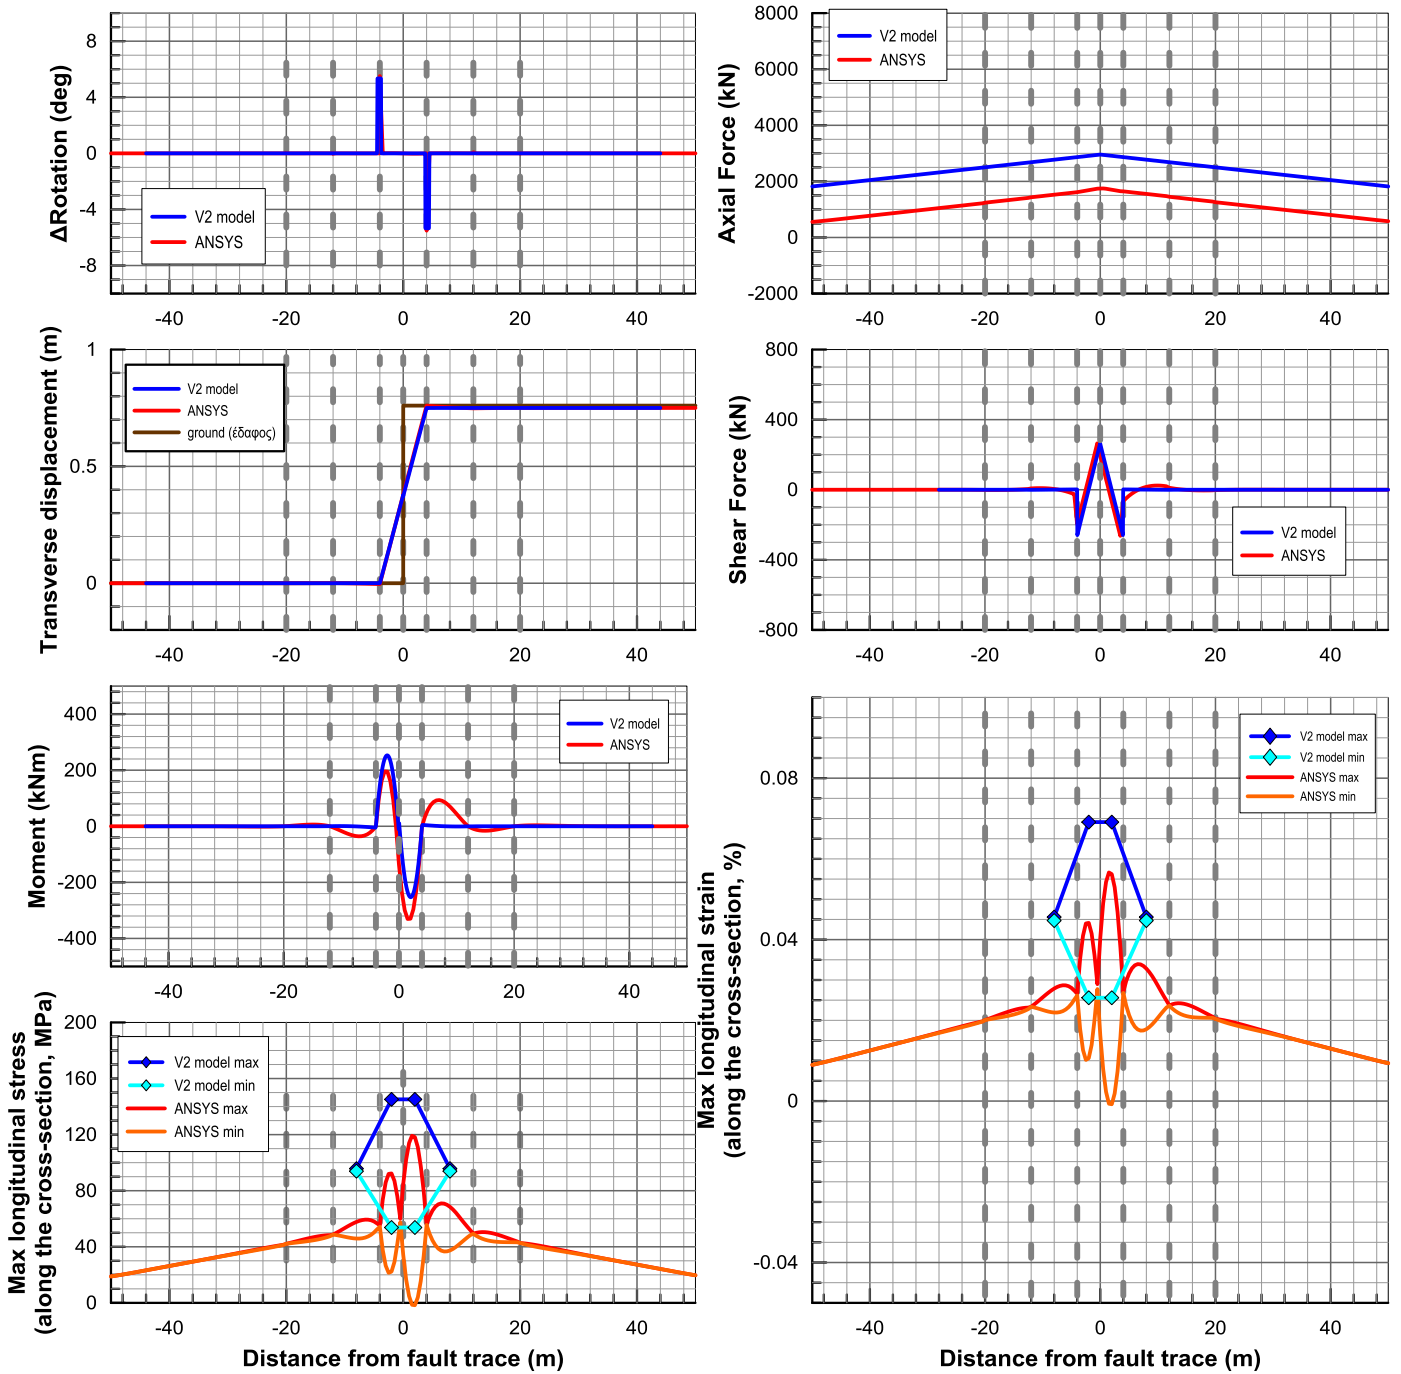 ΔRotation (deg)
8
4
0
-4
-8
V2 model
ANSYS
-40
-20
0
20
40
Axial Force (kN)
8000
6000
4000
2000
0
-2000
V2 model
ANSYS
-40
-20
0
20
40
Transverse displacement (m)
1
0.5
0
V2 model
ANSYS
ground (έδαφος)
-40
-20
0
20
40
Shear Force (kN)
800
400
0
-400
-800
V2 model
ANSYS
-40
-20
0
20
40
Moment (kNm)
400
200
0
-200
-400
V2 model
ANSYS
-40
-20
0
20
40
Max longitudinal strain
(along the cross-section, %)
0.08
0.04
0
-0.04
V2 model max
V2 model min
ANSYS max
ANSYS min
-40
-20
0
20
40
Distance from fault trace (m)
Max longitudinal stress
(along the cross-section, MPa)
200
160
120
80
40
0
V2 model max
V2 model min
ANSYS max
ANSYS min
-40
-20
0
20
40
Distance from fault trace (m)